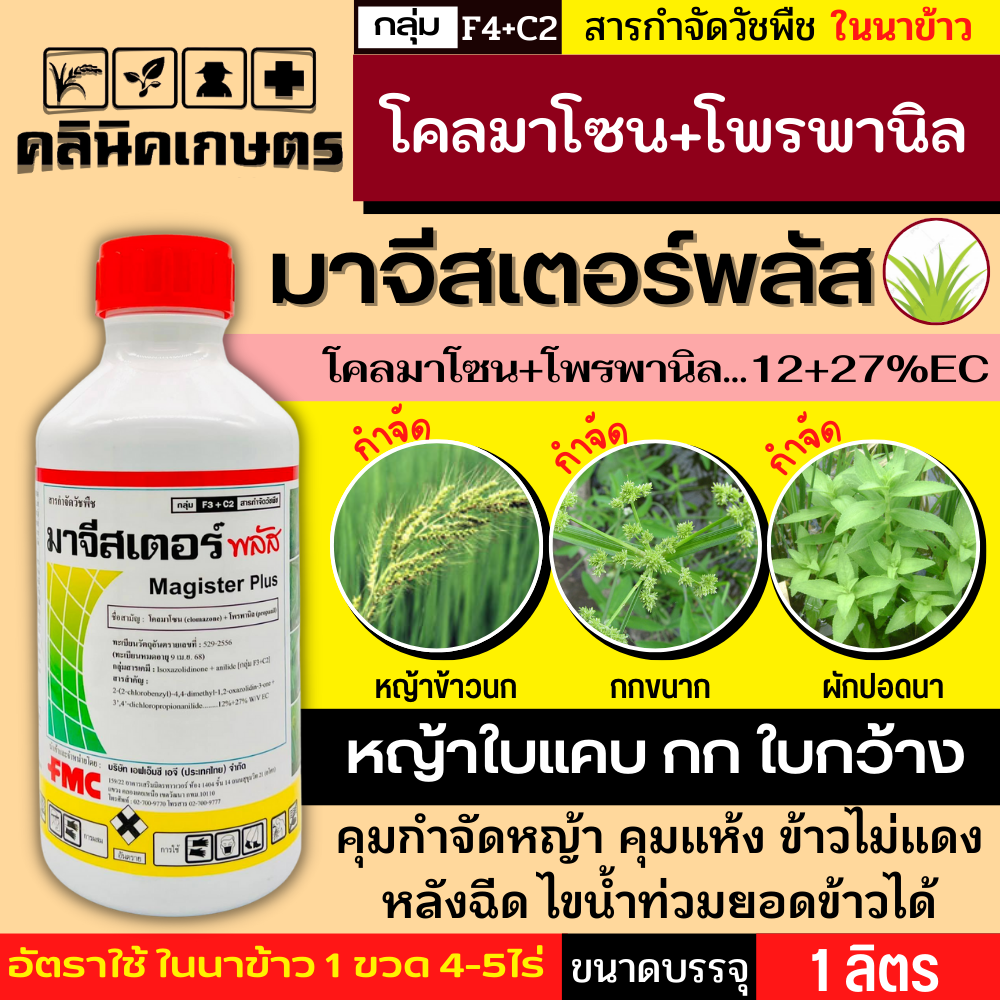 กลุ่ม F4+C2 สารกำจัดวัชพืช ในนาข้าว
คลินิคเกษตร
โคลมาโซน+โพรพานิล
มาจีสเตอร์พลัส
โคลมาโซน+โพรพานิล...12+27%EC
กำจัด กำจัด กำจัด
หญ้าข้าวนก กกขนาก ผักปอดนา
หญ้าใบแคบ กก ใบกว้าง
คุมกำจัดหญ้า คุมแห้ง ข้าวไม่แดง
หลังฉีด ไขน้ำท่วมยอดข้าวได้
อัตราใช้ ในนาข้าว 1 ขวด 4-5ไร่ ขนาดบรรจุ 1 ลิตร
สารกำจัดวัชพืช กลุ่ม F3+C2 สารกำจัดวัชพืช
มาจีสเตอร์ พลัส
Magister Plus
ชื่อสามัญ : โคลมาโซน (clomazone) + โพรพานิล (propanil)
ทะเบียนวัตถุอันตรายเลขที่ : 529-2556
(ทะเบียนหมดอายุ 9 เม.ย. 68)
กลุ่มสารเคมี : Isoxazolidinone + anilide [กลุ่ม F3+C2]
สารสำคัญ :
2-(2-chlorobenzyl)-4,4-dimethyl-1,2-oxazolidin-3-one +
3',4'-dichloropropionanilide........12%+27% W/V EC
FMC
บริษัท เอฟเอ็มซี เอจี (ประเทศไทย) จำกัด
โทรศัพท์ : 02-700-9770 โทรสาร 02-700-9777
การผสม
อันตราย
การใช้